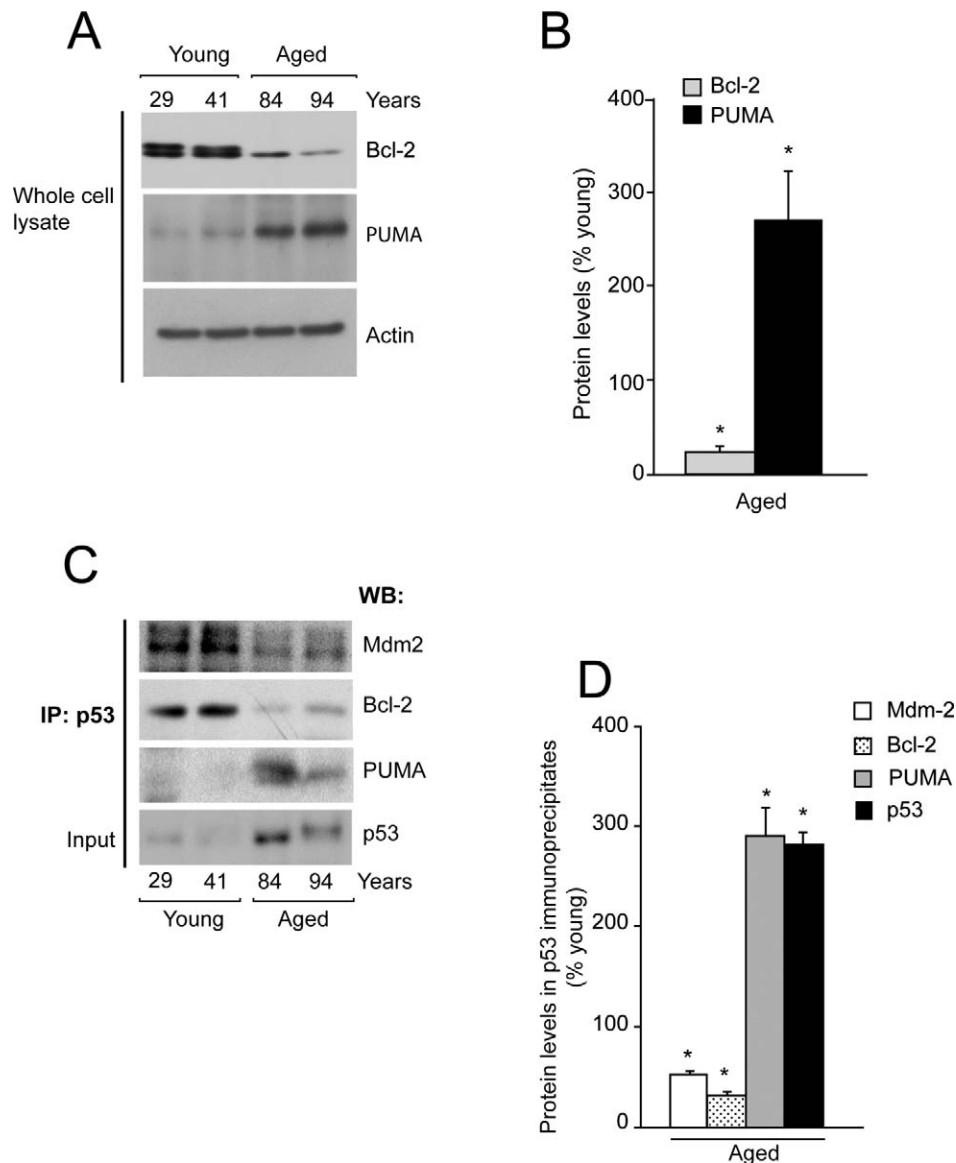 A
Young Aged
29 41 84 94 Years
Whole cell
lysate
Bcl-2
PUMA
Actin
B
Bcl-2
PUMA
Protein levels (% young)
400
300
200
100
0
*
*
Aged
C
WB:
IP: p53
Mdm2
Bcl-2
PUMA
Input
p53
29 41 84 94 Years
Young Aged
D
Mdm-2
Bcl-2
PUMA
p53
Protein levels in p53 immunoprecipitates
(% young)
400
300
200
100
0
*
*
*
*
Aged